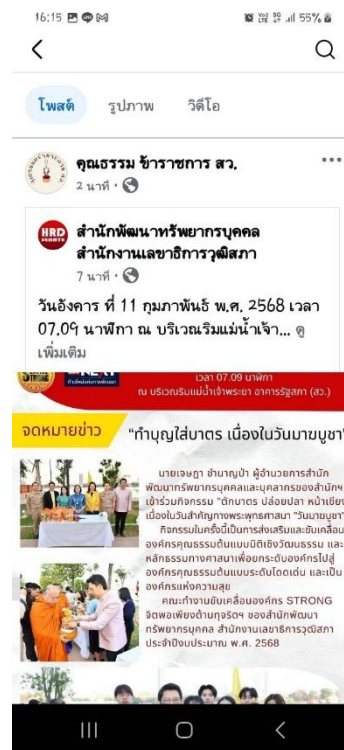 16:15
55%
โพสต์ รูปภาพ วิดีโอ
คุณธรรม ข้าราชการ สว.
2 นาที
HRD
สำนักพัฒนาทรัพยากรบุคคล
สำนักงานเลขาธิการวุฒิสภา
7 นาที
วันอังคาร ที่ 11 กุมภาพันธ์ พ.ศ. 2568 เวลา
07.09 นาฬิกา ณ บริเวณริมแม่น้ำเจ้า... ดู
เพิ่มเติม
เวลา 07.09 นาฬิกา
ณ บริเวณริมแม่น้ำเจ้าพระยา อาคารรัฐสภา (สว.)
จดหมายข่าว
"ทำบุญใส่บาตร เนื่องในวันมาฆบูชา"
นายเจษฎา ชำนาญป่า ผู้อำนวยการสำนัก
พัฒนาทรัพยากรบุคคลและบุคลากรของสำนักฯ
เข้าร่วมกิจกรรม "ตักบาตร ปล่อยปลา หน้าเขียง
เนื่องในวันสำคัญทางพระพุทธศาสนา "วันมาฆบูชา"
กิจกรรมในครั้งนี้เป็นการส่งเสริมและขับเคลื่อน
องค์กรคุณธรรมต้นแบบนิติเชิงวัฒนธรรม และ
หลักธรรมทางศาสนาเพื่อยกระดับองค์กรไปสู่
องค์กรคุณธรรมต้นแบบระดับโดดเด่น และเป็น
องค์กรแห่งความสุข
คณะทำงานขับเคลื่อนองค์กร STRONG
จิตพอเพียงต้านทุจริตฯ ของสำนักพัฒนา
ทรัพยากรบุคคล สำนักงานเลขาธิการวุฒิสภา
ประจำปีงบประมาณ พ.ศ. 2568